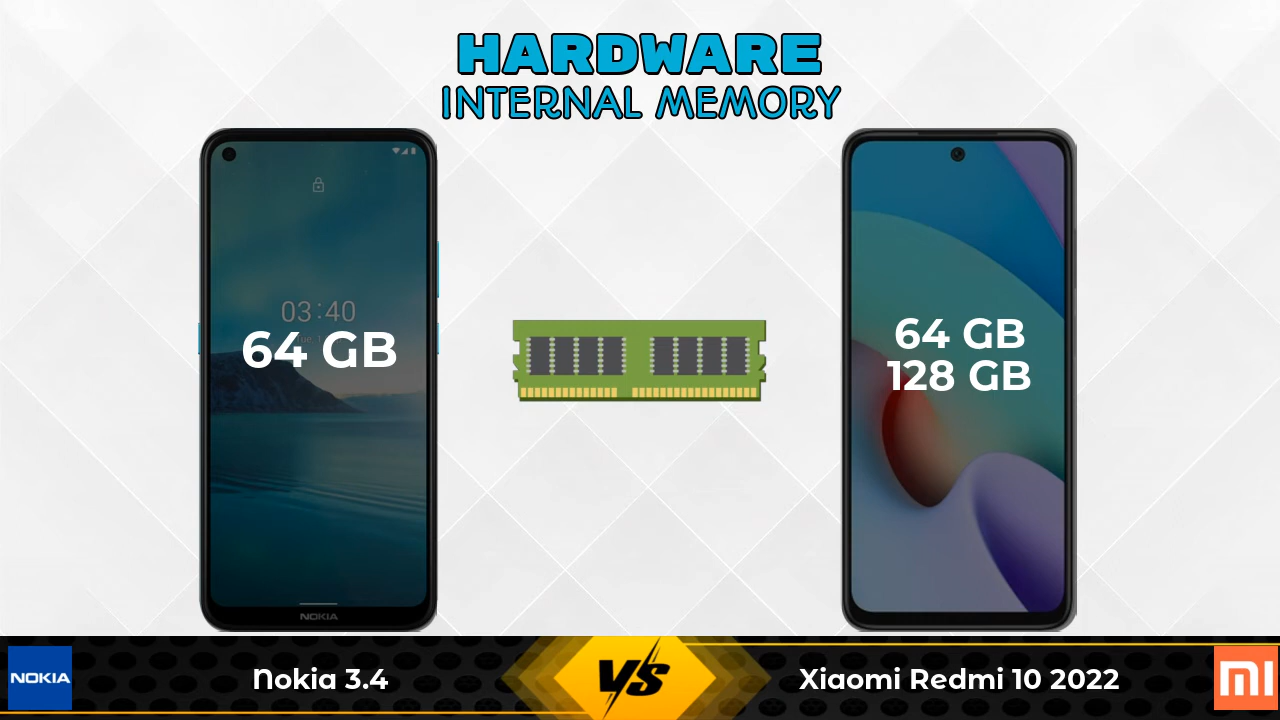 HARDWARE
INTERNAL MEMORY
03:40
64 GB
NOKIA
64 GB
128 GB
NOKIA
Nokia 3.4
VS
Xiaomi Redmi 10 2022
MI